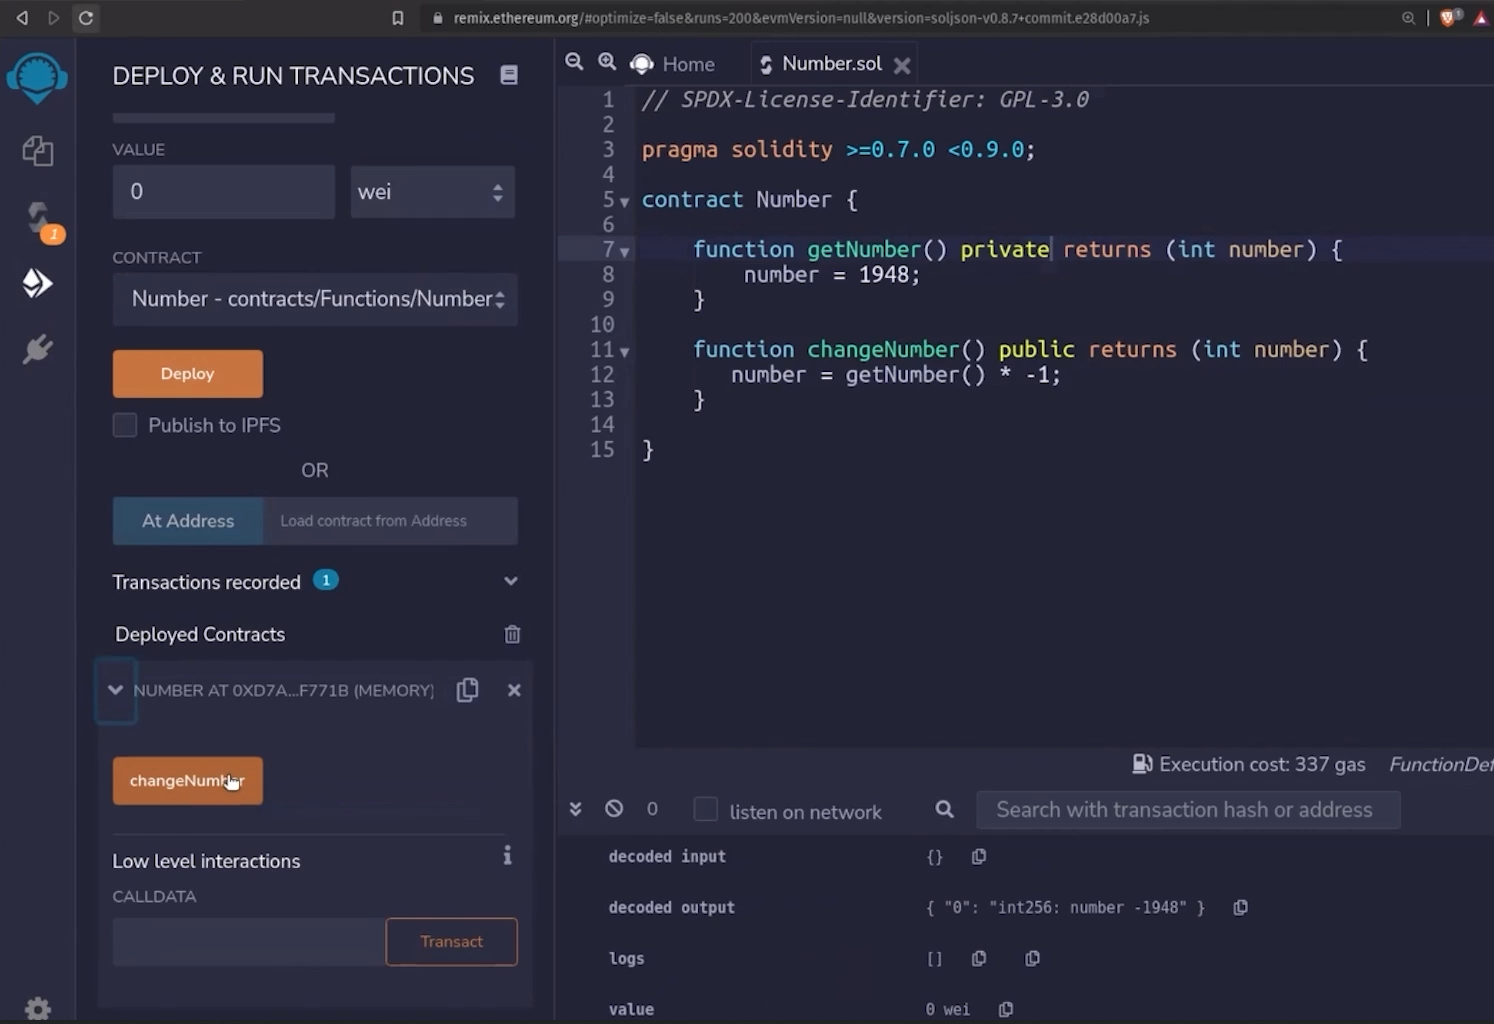 remix.ethereum.org/#optimize=false&runs=200&evmVersion=null&version=soljson-v0.8.7+commit.e28d00a7.js
1
DEPLOY & RUN TRANSACTIONS
VALUE
0
wei
CONTRACT
Number - contracts/Functions/Number
Deploy
Publish to IPFS
OR
At Address
Load contract from Address
Transactions recorded 1
Deployed Contracts
NUMBER AT 0XD7A...F771B (MEMORY)
changeNumber
Low level interactions
i
CALLDATA
Transact
1
Home
Number.sol
1 // SPDX-License-Identifier: GPL-3.0
2
3 pragma solidity >=0.7.0 <0.9.0;
4
5 contract Number {
6
7 function getNumber() private returns (int number) {
8 number = 1948;
9 }
10
11 function changeNumber() public returns (int number) {
12 number = getNumber() * -1;
13 }
14
15 }
Execution cost: 337 gas FunctionDef
0 listen on network Search with transaction hash or address
decoded input {}
decoded output { "0": "int256: number -1948" }
logs []
value 0 wei